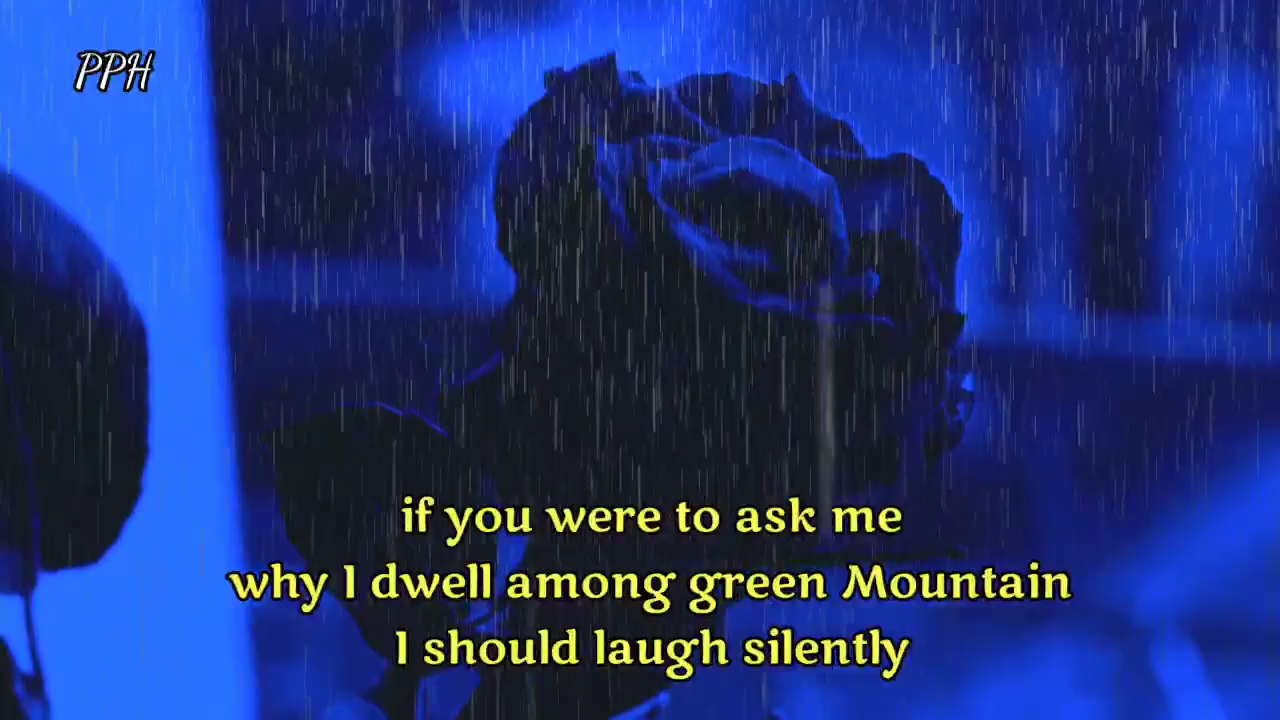 PPH
if you were to ask me
why I dwell among green Mountain
I should laugh silently